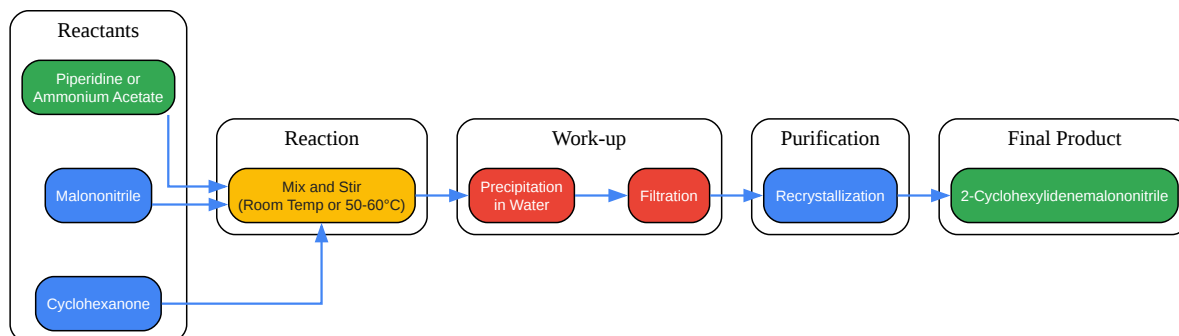 Reactants
Piperidine or
Ammonium Acetate
Malononitrile
Cyclohexanone
Reaction
Mix and Stir
(Room Temp or 50-60°C)
Work-up
Precipitation
in Water
Filtration
Purification
Recrystallization
Final Product
2-Cyclohexylidenemalononitrile